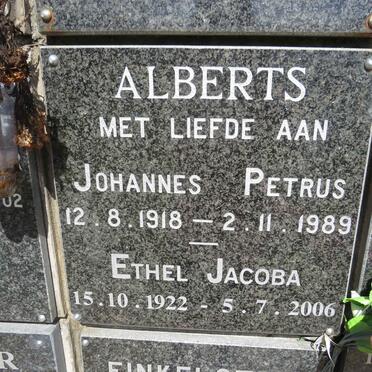 ALBERTS
MET LIEFDE AAN
JOHANNES PETRUS
12.8.1918 — 2.11.1989
—
ETHEL JACOBA
15.10.1922 - 5.7.2006
02